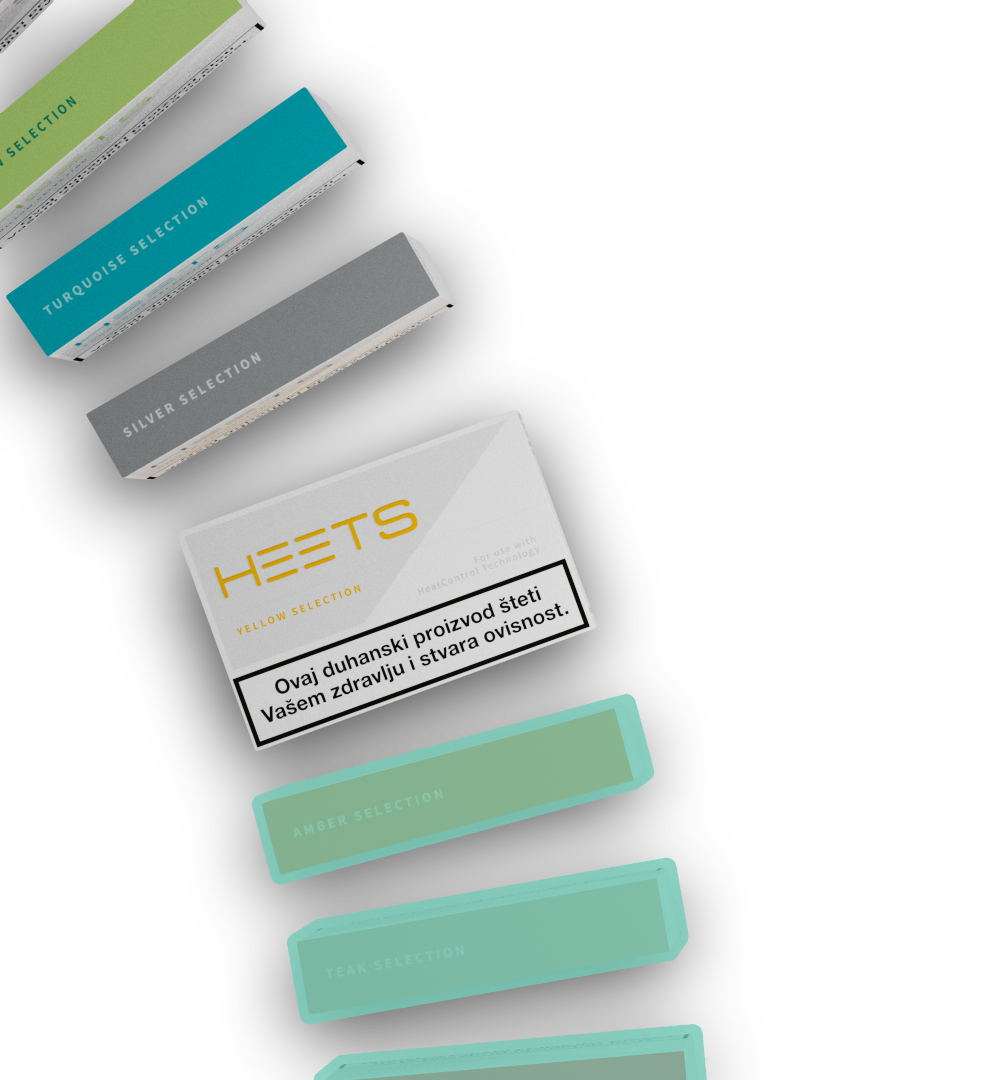 SELECTION
TURQUOISE SELECTION
SILVER SELECTION
HEETS
YELLOW SELECTION
For use with
HeatControl Technology
Ovaj duhanski proizvod šteti
Vašem zdravlju i stvara ovisnost.
AMBER SELECTION
TEAK SELECTION